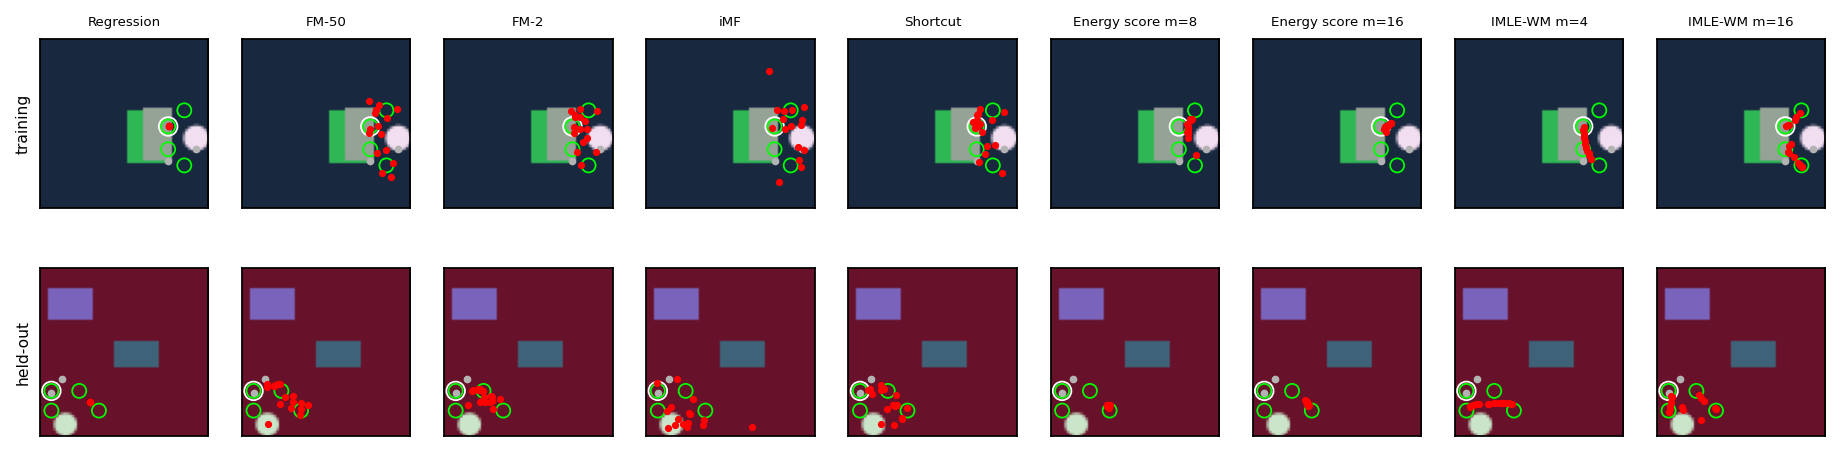 Regression FM-50 FM-2 iMF Shortcut Energy score m=8 Energy score m=16 IMLE-WM m=4 IMLE-WM m=16
training
held-out